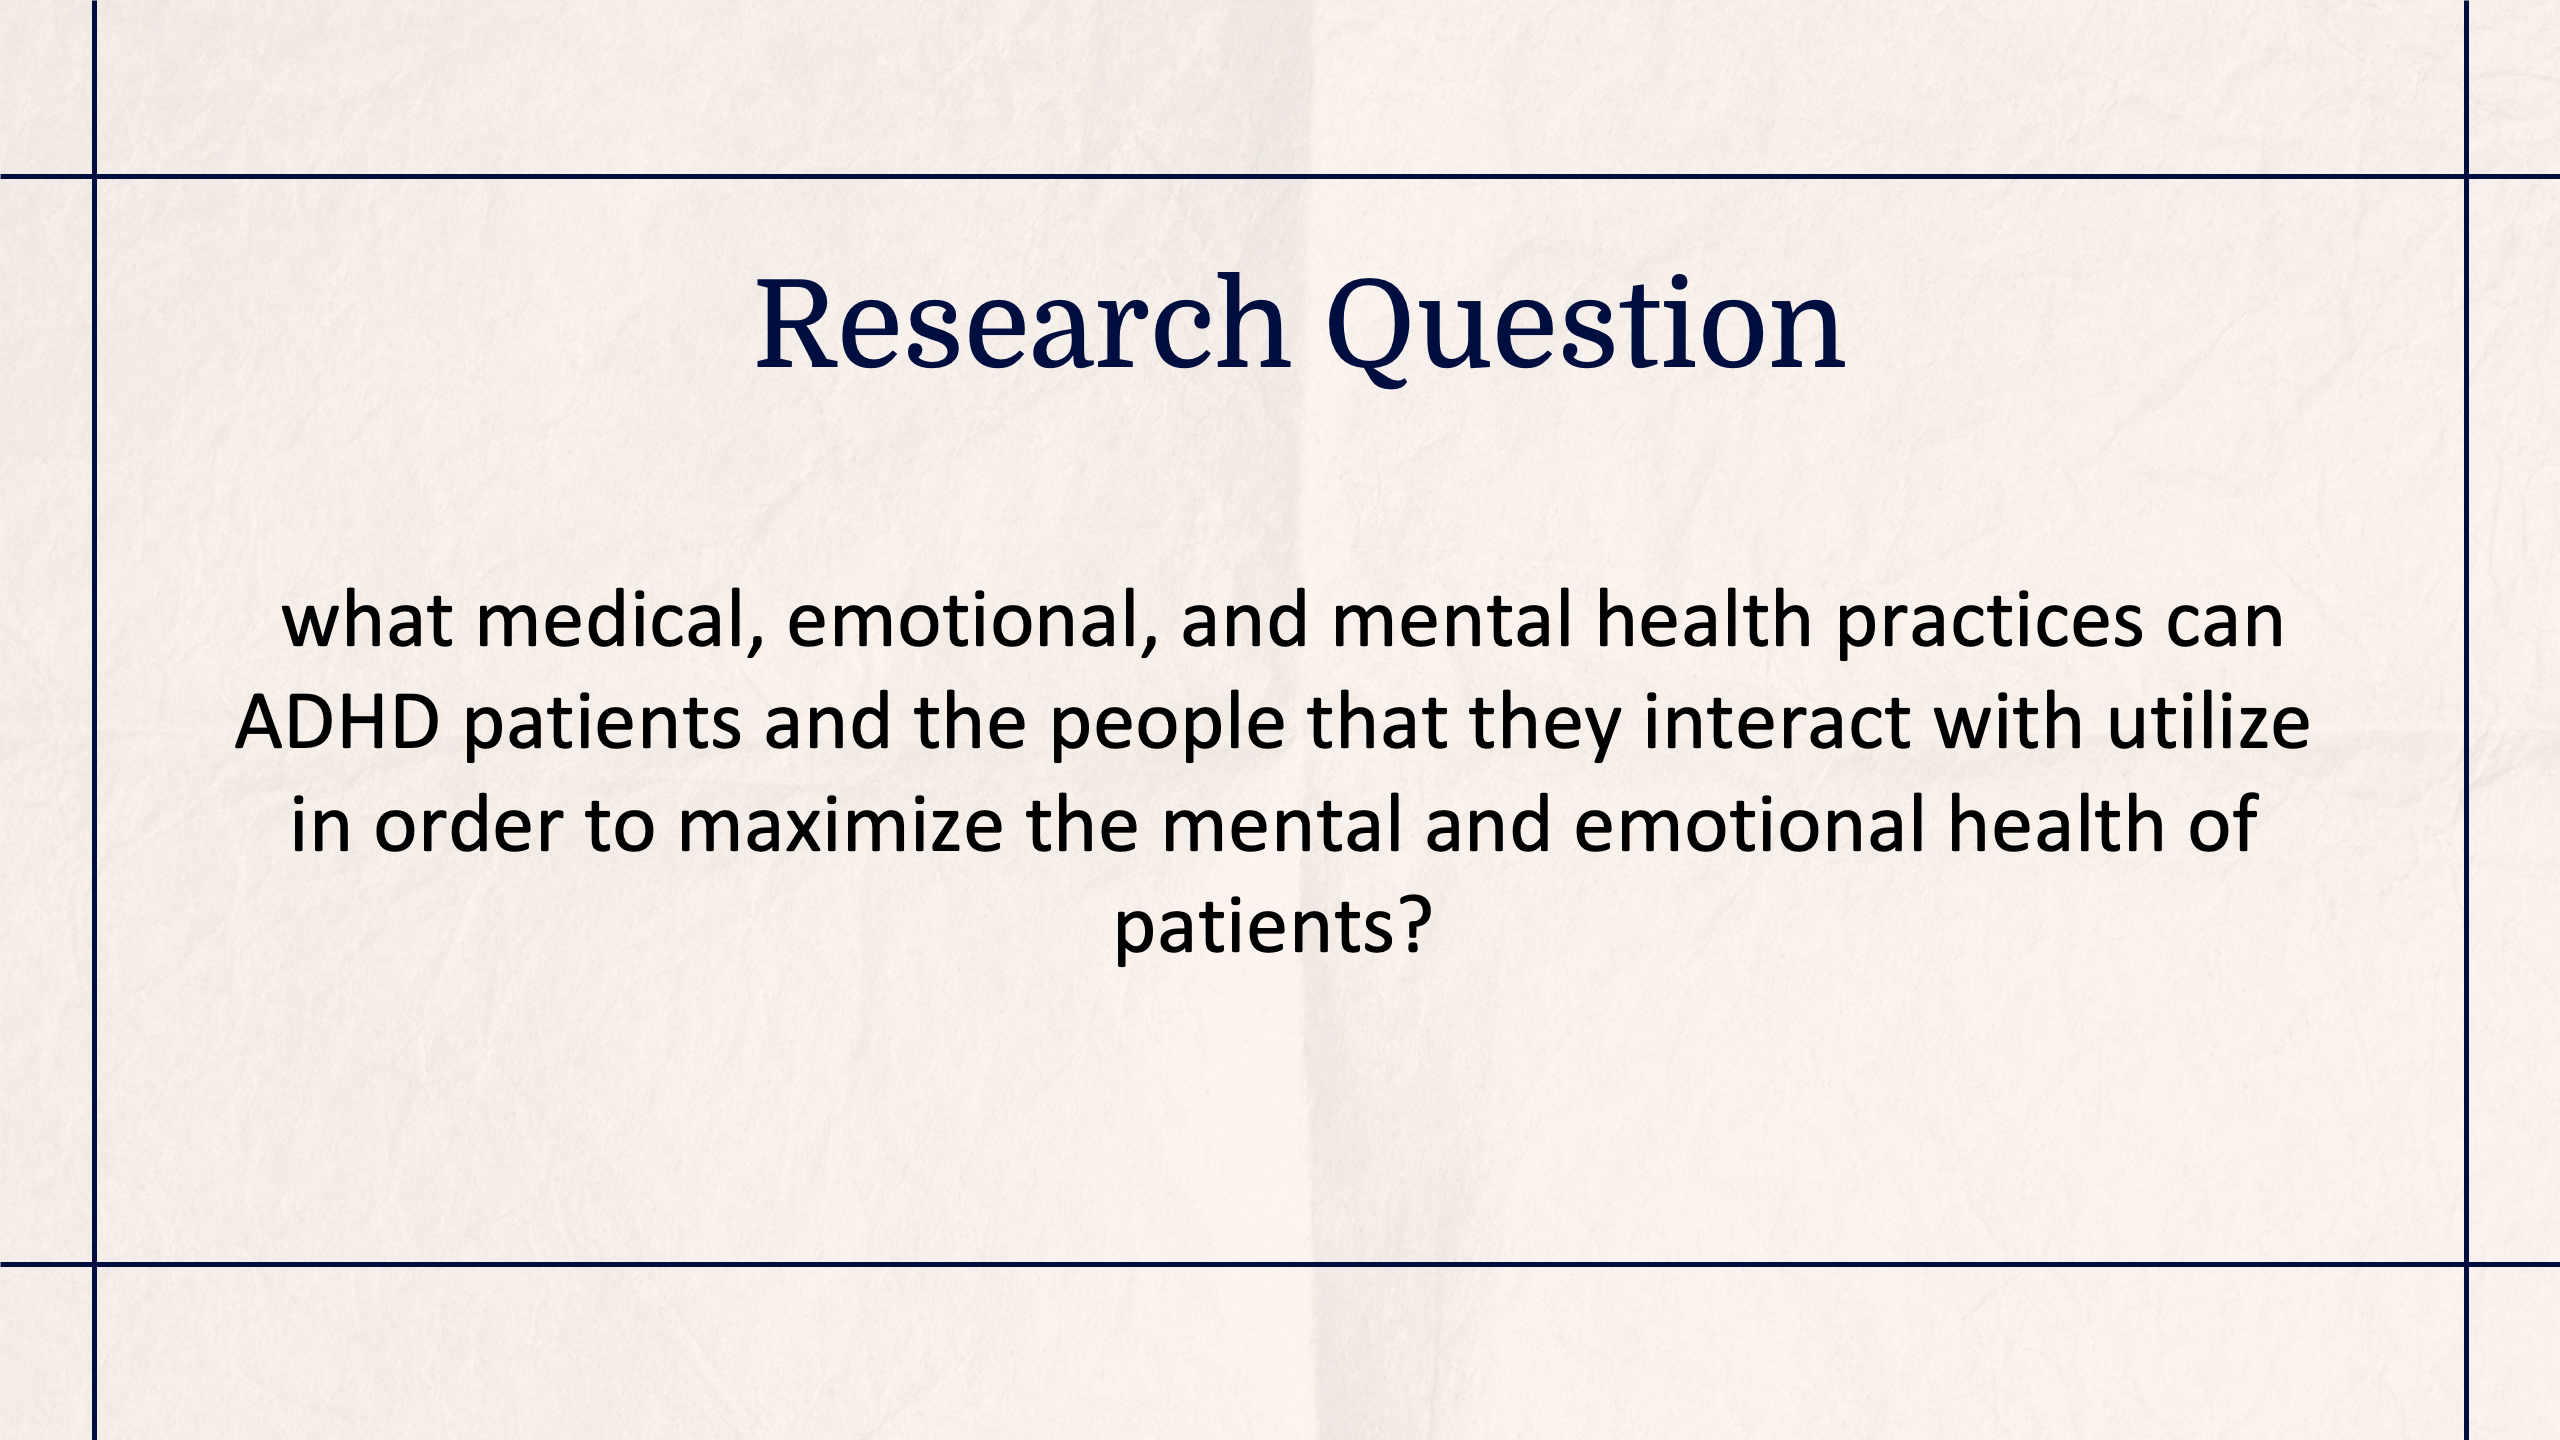 Research Question
what medical, emotional, and mental health practices can
ADHD patients and the people that they interact with utilize
in order to maximize the mental and emotional health of
patients?